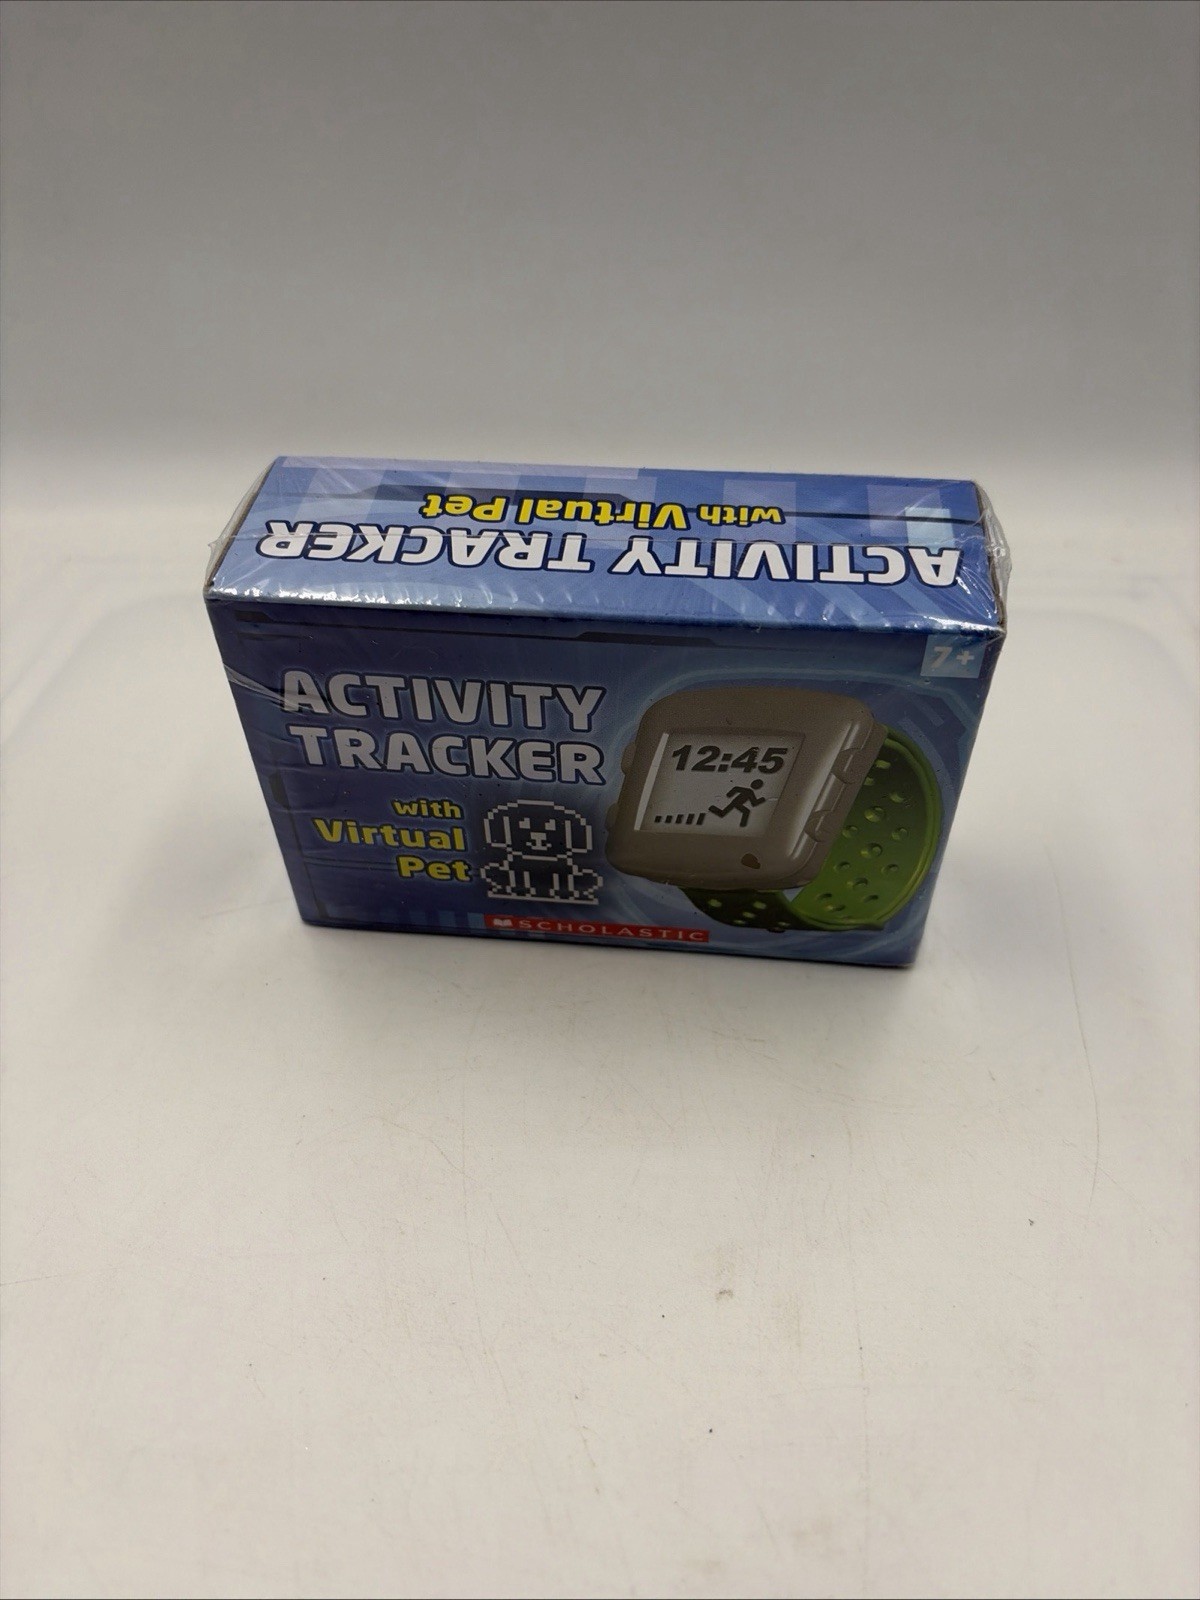 ACTIVITY TRACKER
with Virtual Pet
7+
ACTIVITY
TRACKER
with
Virtual
Pet
12:45
SCHOLASTIC